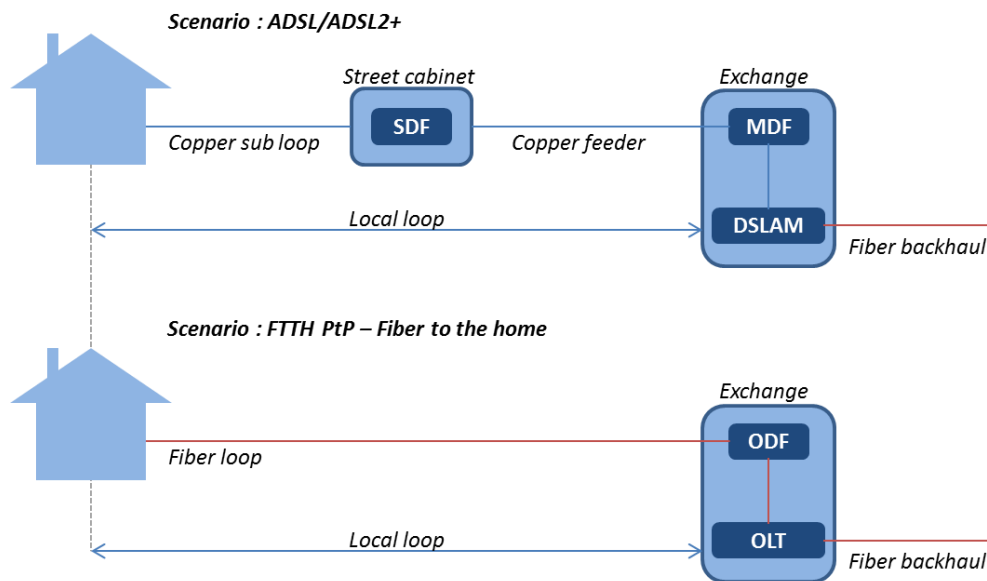 Scenario : ADSL/ADSL2+
Street cabinet
Exchange
SDF
MDF
Copper sub loop
Copper feeder
Local loop
DSLAM
Fiber backhaul
Scenario : FTTH PtP – Fiber to the home
Exchange
ODF
Fiber loop
Local loop
OLT
Fiber backhaul